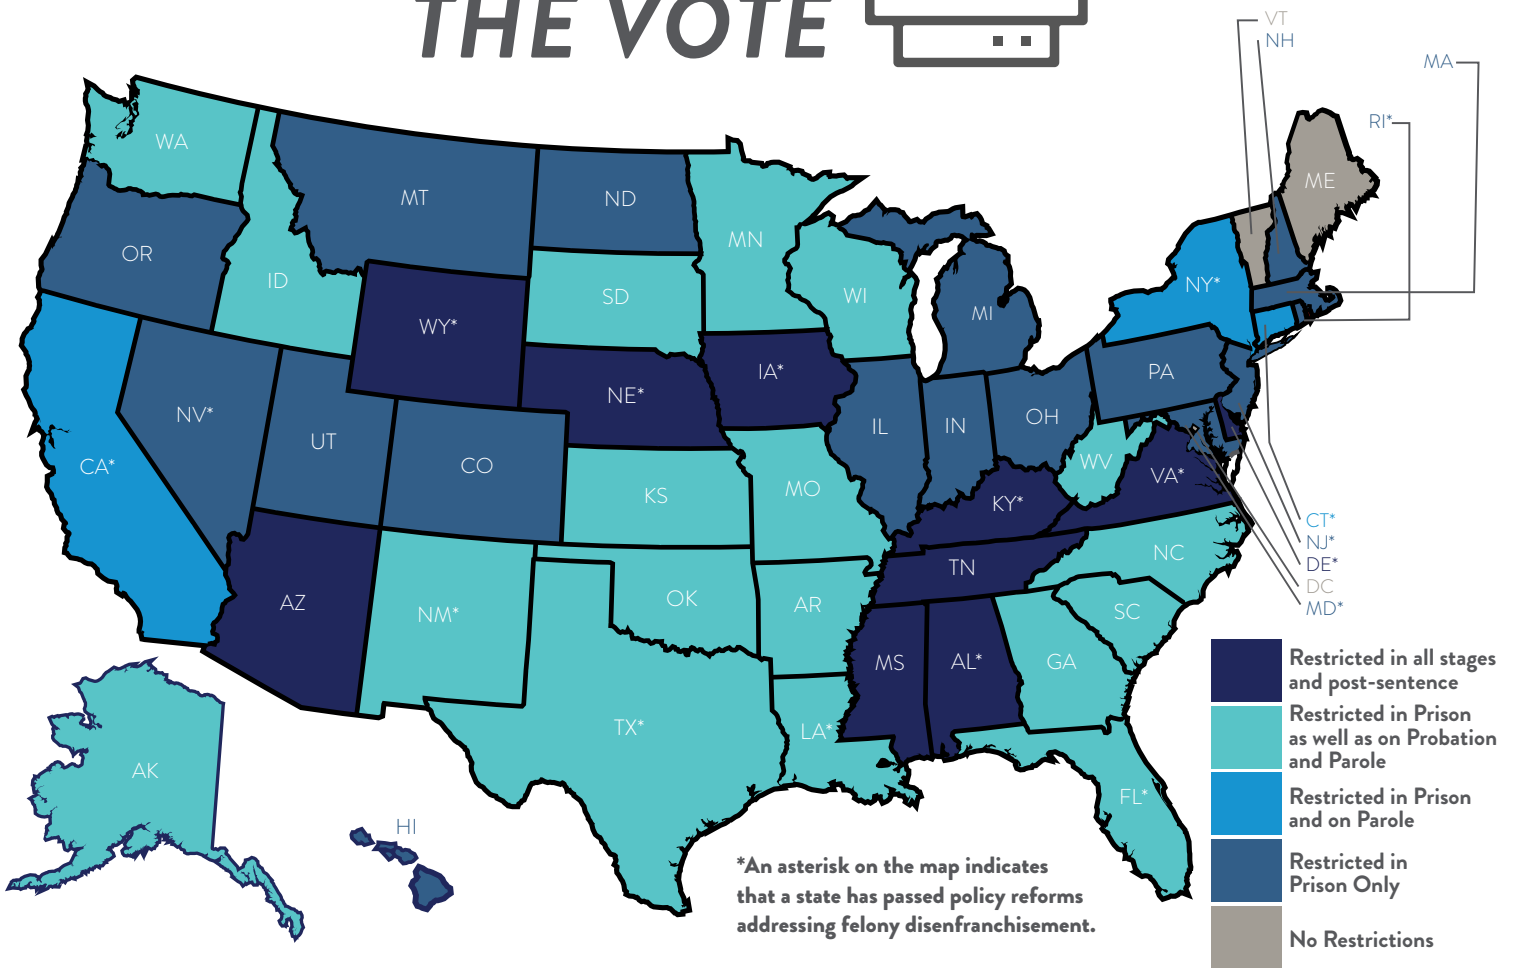 THE VOTE
VT
NH
MA
RI*
ME
WA
MT
ND
MN
OR
ID
SD
WI
MI
NY*
WY*
NE*
IA*
PA
NV*
UT
CO
IL
IN
OH
CA*
KS
MO
WV
VA*
KY*
CT*
NJ*
DE*
DC
MD*
AZ
NM*
OK
AR
TN
NC
SC
MS
AL*
GA
TX*
LA*
FL*
AK
HI
Restricted in all stages
and post-sentence
Restricted in Prison
as well as on Probation
and Parole
Restricted in Prison
and on Parole
Restricted in
Prison Only
No Restrictions
*An asterisk on the map indicates
that a state has passed policy reforms
addressing felony disenfranchisement.